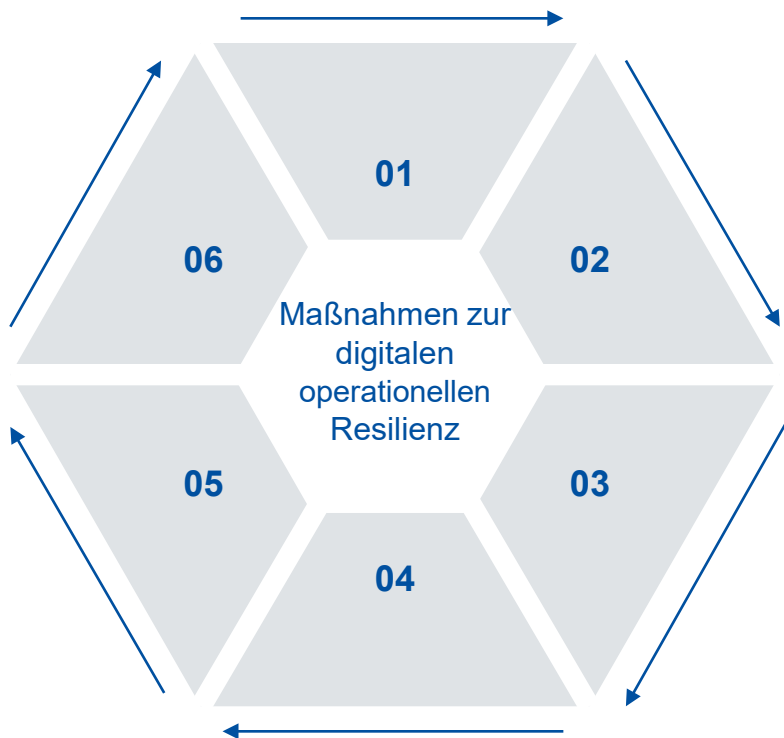 01
02
03
04
05
06
Maßnahmen zur
digitalen
operationellen
Resilienz